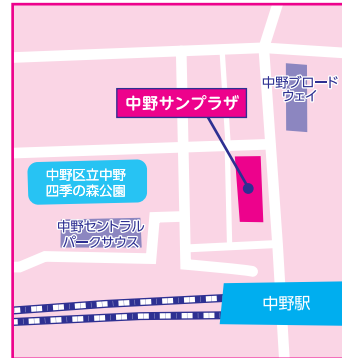 中野ブロード
ウェイ
中野サンプラザ
中野区立中野
四季の森公園
中野セントラル
パークサウス
中野駅